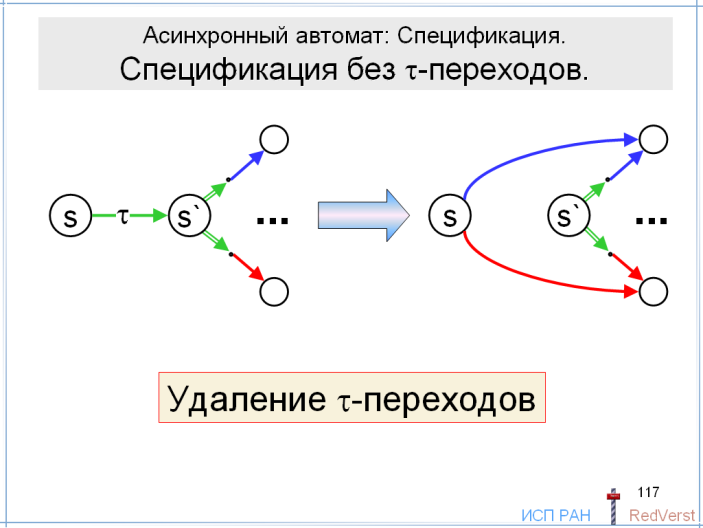 Асинхронный автомат: Спецификация.
Спецификация без τ-переходов.
s τ s` ... s s` ...
Удаление τ-переходов
117
ИСП РАН RedVerst